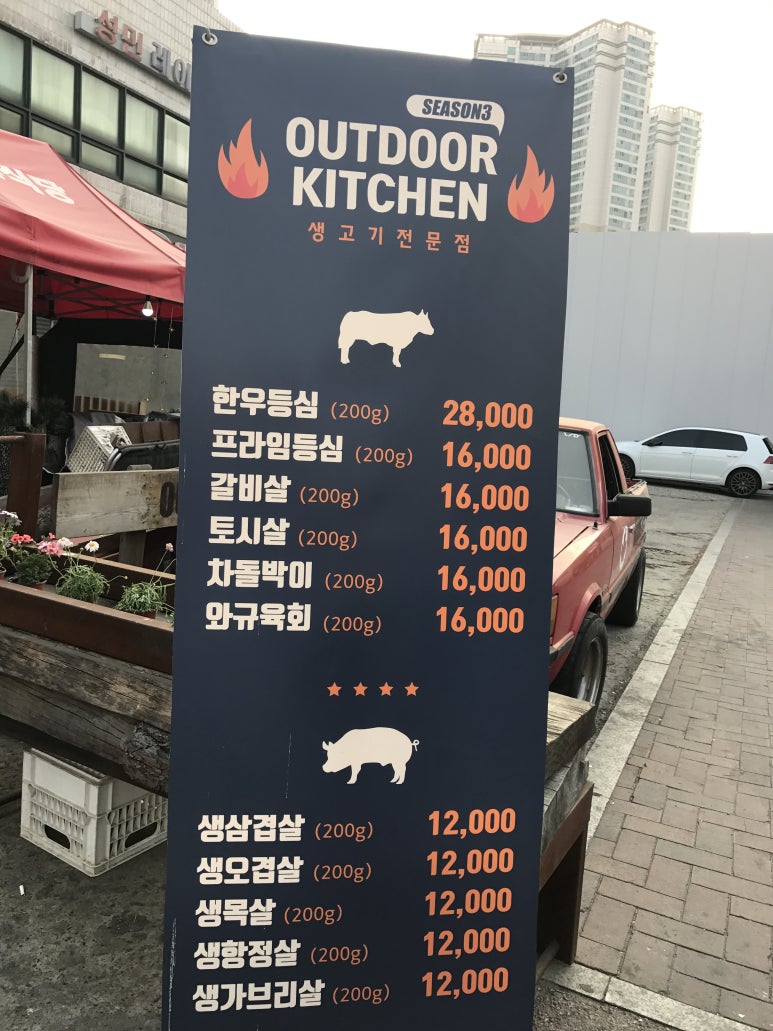 성민
SEASON3
OUTDOOR
KITCHEN
생고기전문점
한우등심 (200g) 28,000
프라임등심 (200g) 16,000
갈비살 (200g) 16,000
토시살 (200g) 16,000
차돌박이 (200g) 16,000
와규육회 (200g) 16,000
생삼겹살 (200g) 12,000
생오겹살 (200g) 12,000
생목살 (200g) 12,000
생항정살 (200g) 12,000
생가브리살 (200g) 12,000